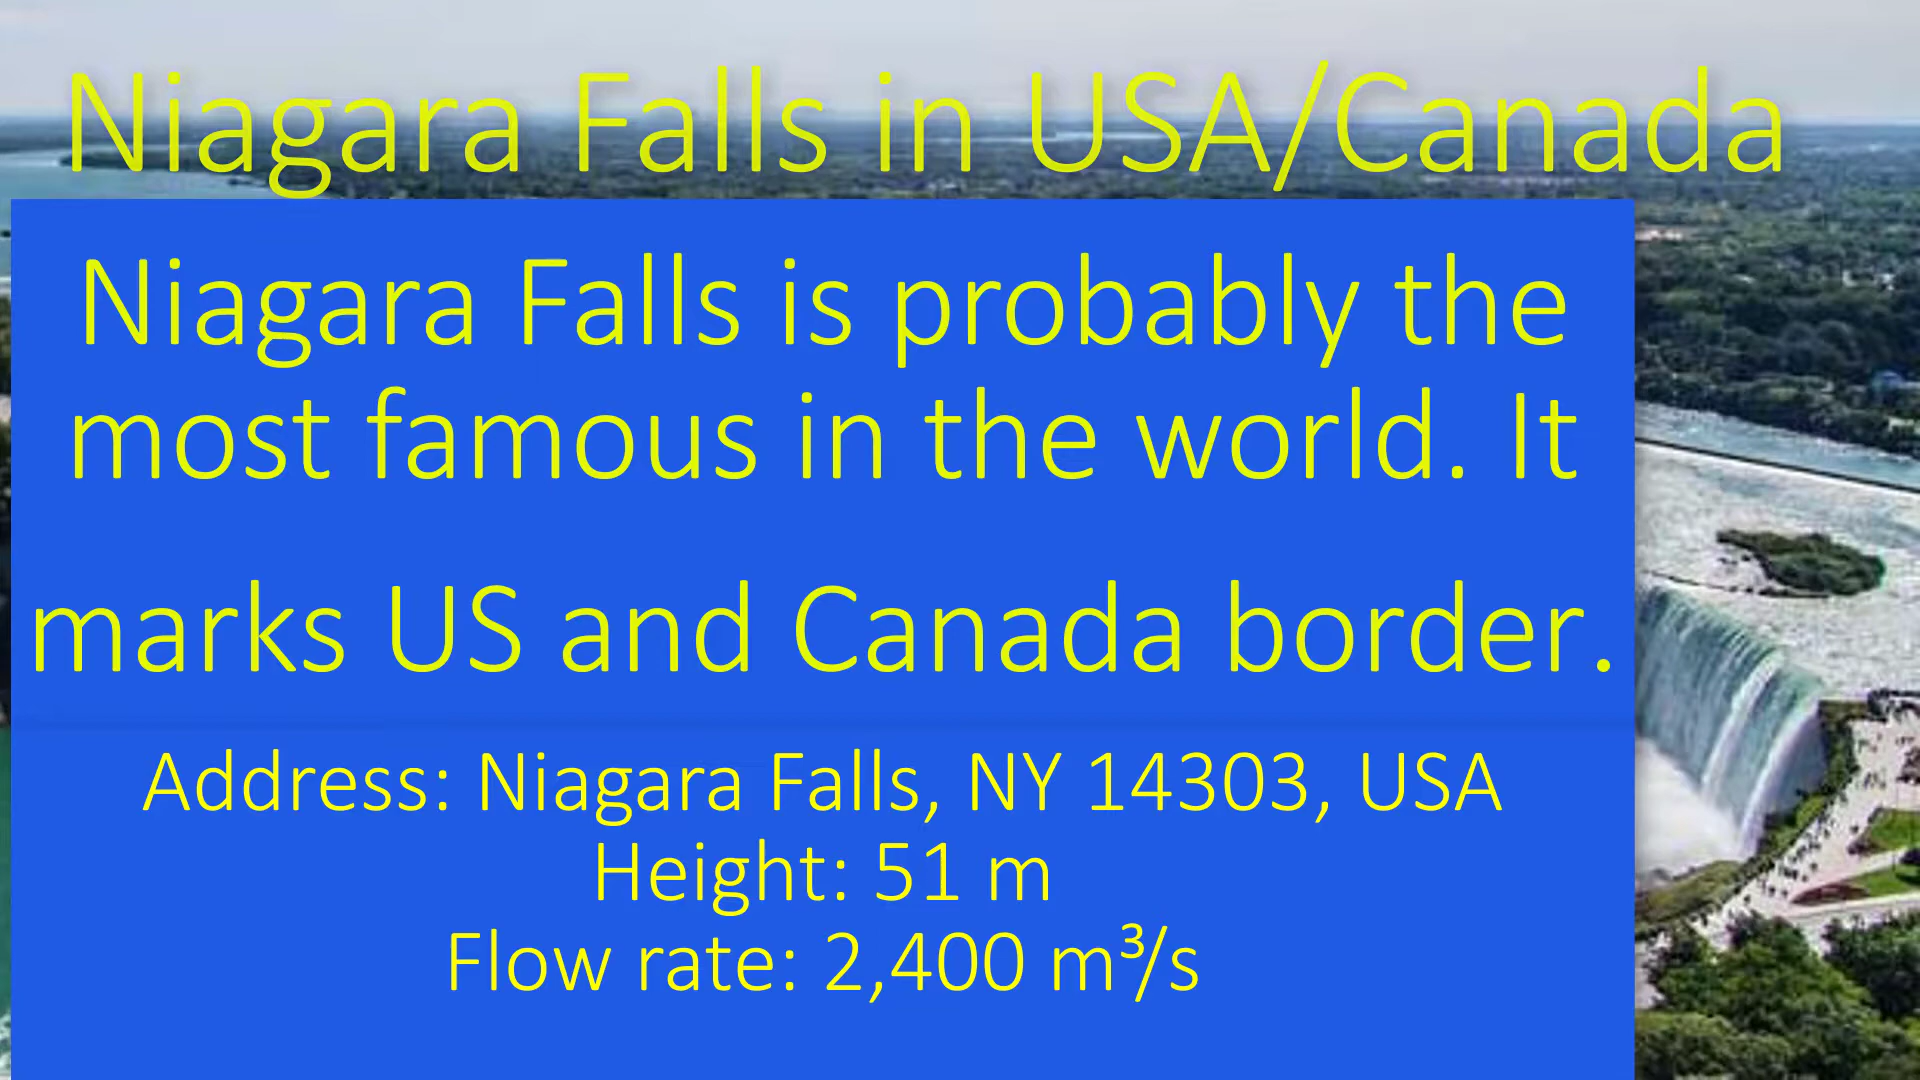 Niagara Falls in USA/Canada
Niagara Falls is probably the
most famous in the world. It
marks US and Canada border.
Address: Niagara Falls, NY 14303, USA
Height: 51 m
Flow rate: 2,400 m³/s